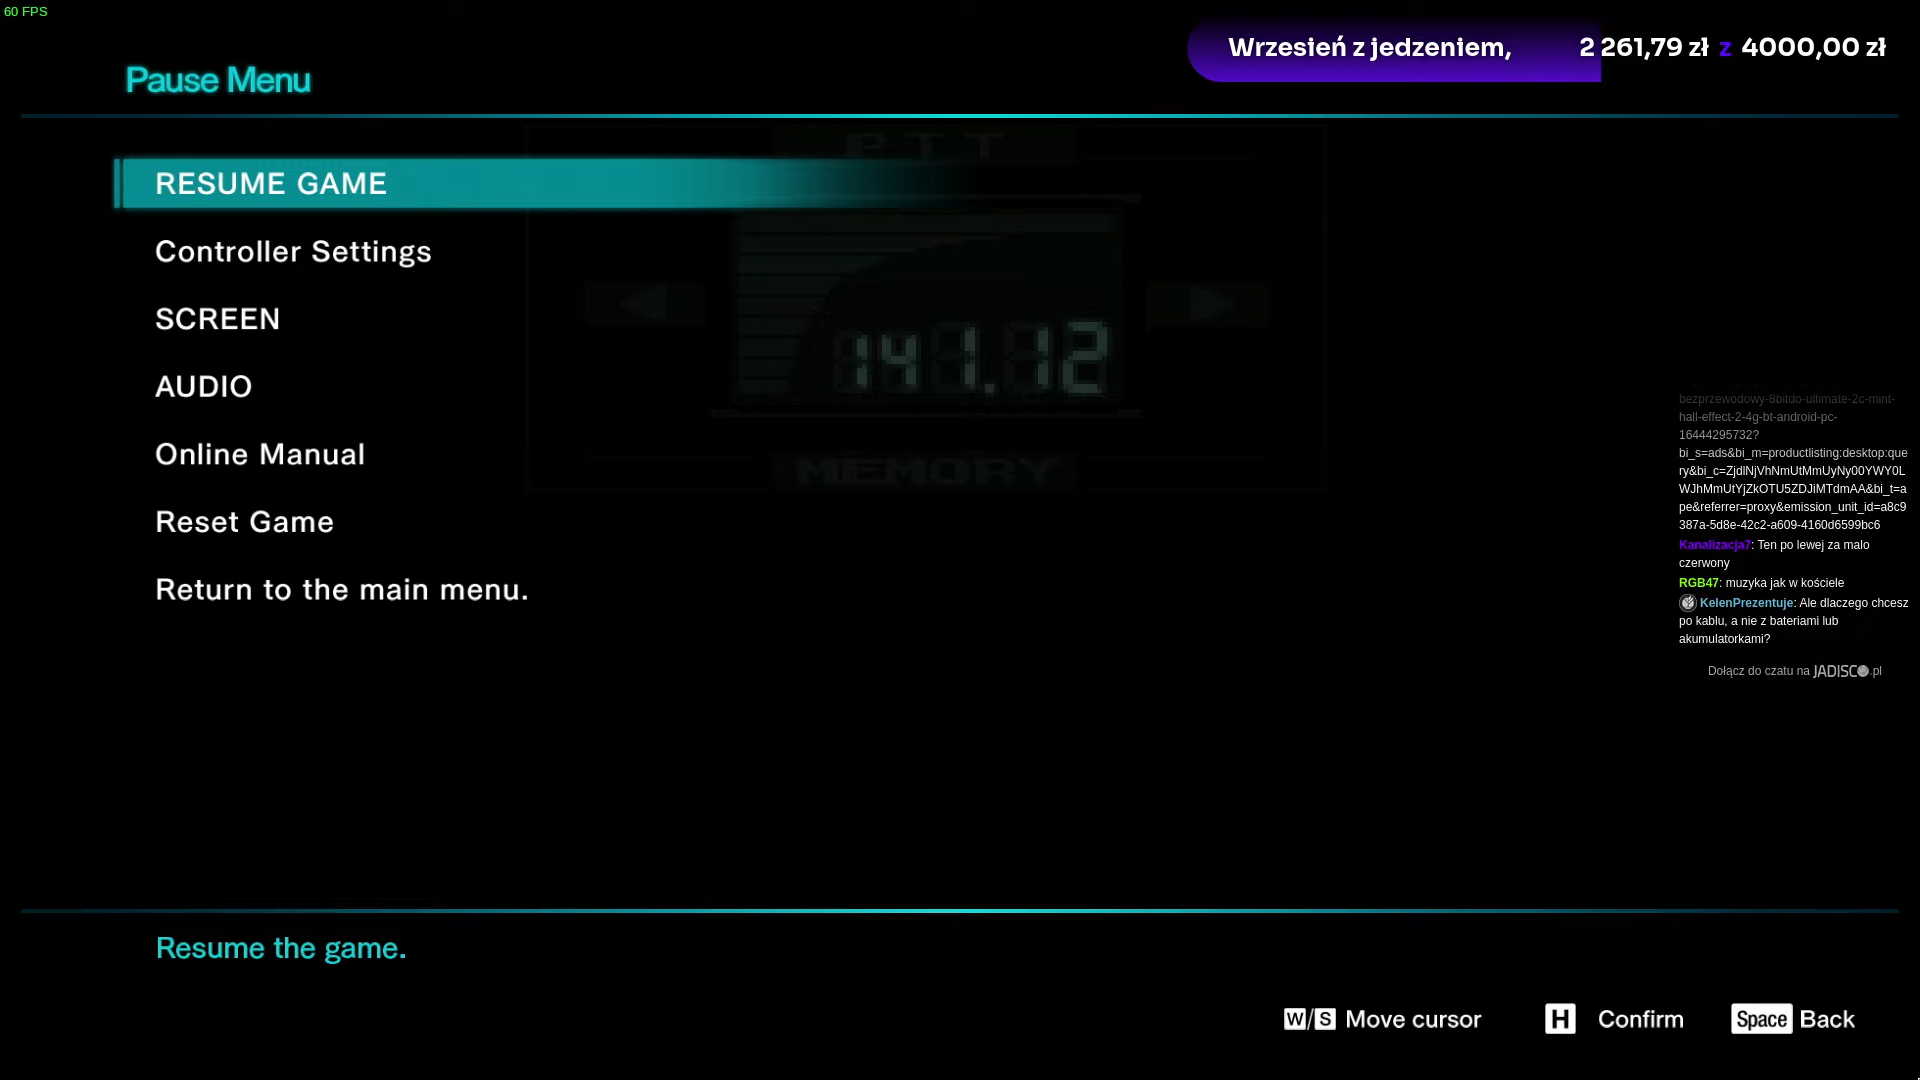 60 FPS
Wrzesień z jedzeniem, 2 261,79 zł z 4000,00 zł
Pause Menu
PTT
RESUME GAME
Controller Settings
SCREEN
141.12
AUDIO
Online Manual
MEMORY
Reset Game
Return to the main menu.
bezprzewodowy-8bitdo-ultimate-2c-mint-
hall-effect-2-4g-bt-android-pc-
16444295732?
bi_s=ads&bi_m=productlisting:desktop:que
ry&bi_c=ZjdlNjVhNmUtMmUyNy00YWY0L
WJhMmUtYjZkOTU5ZDJiMTdmAA&bi_t=a
pe&referrer=proxy&emission_unit_id=a8c9
387a-5d8e-42c2-a609-4160d6599bc6
Kanalizacja7: Ten po lewej za malo
czerwony
RGB47: muzyka jak w kościele
KelenPrezentuje: Ale dlaczego chcesz
po kablu, a nie z bateriami lub
akumulatorkami?
Dołącz do czatu na JADISCO.pl
Resume the game.
W/S Move cursor H Confirm Space Back